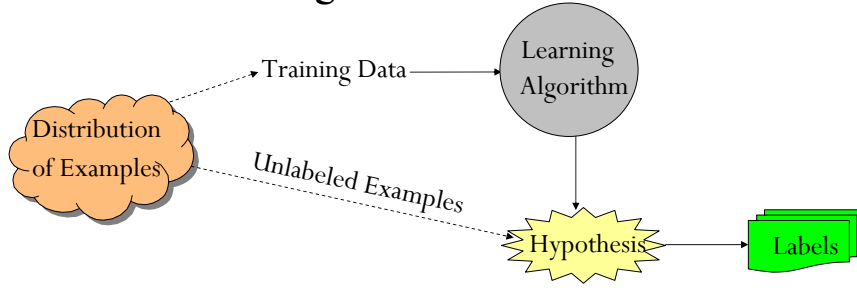 Training Data
Learning
Algorithm
Distribution
of Examples
Unlabeled Examples
Hypothesis
Labels